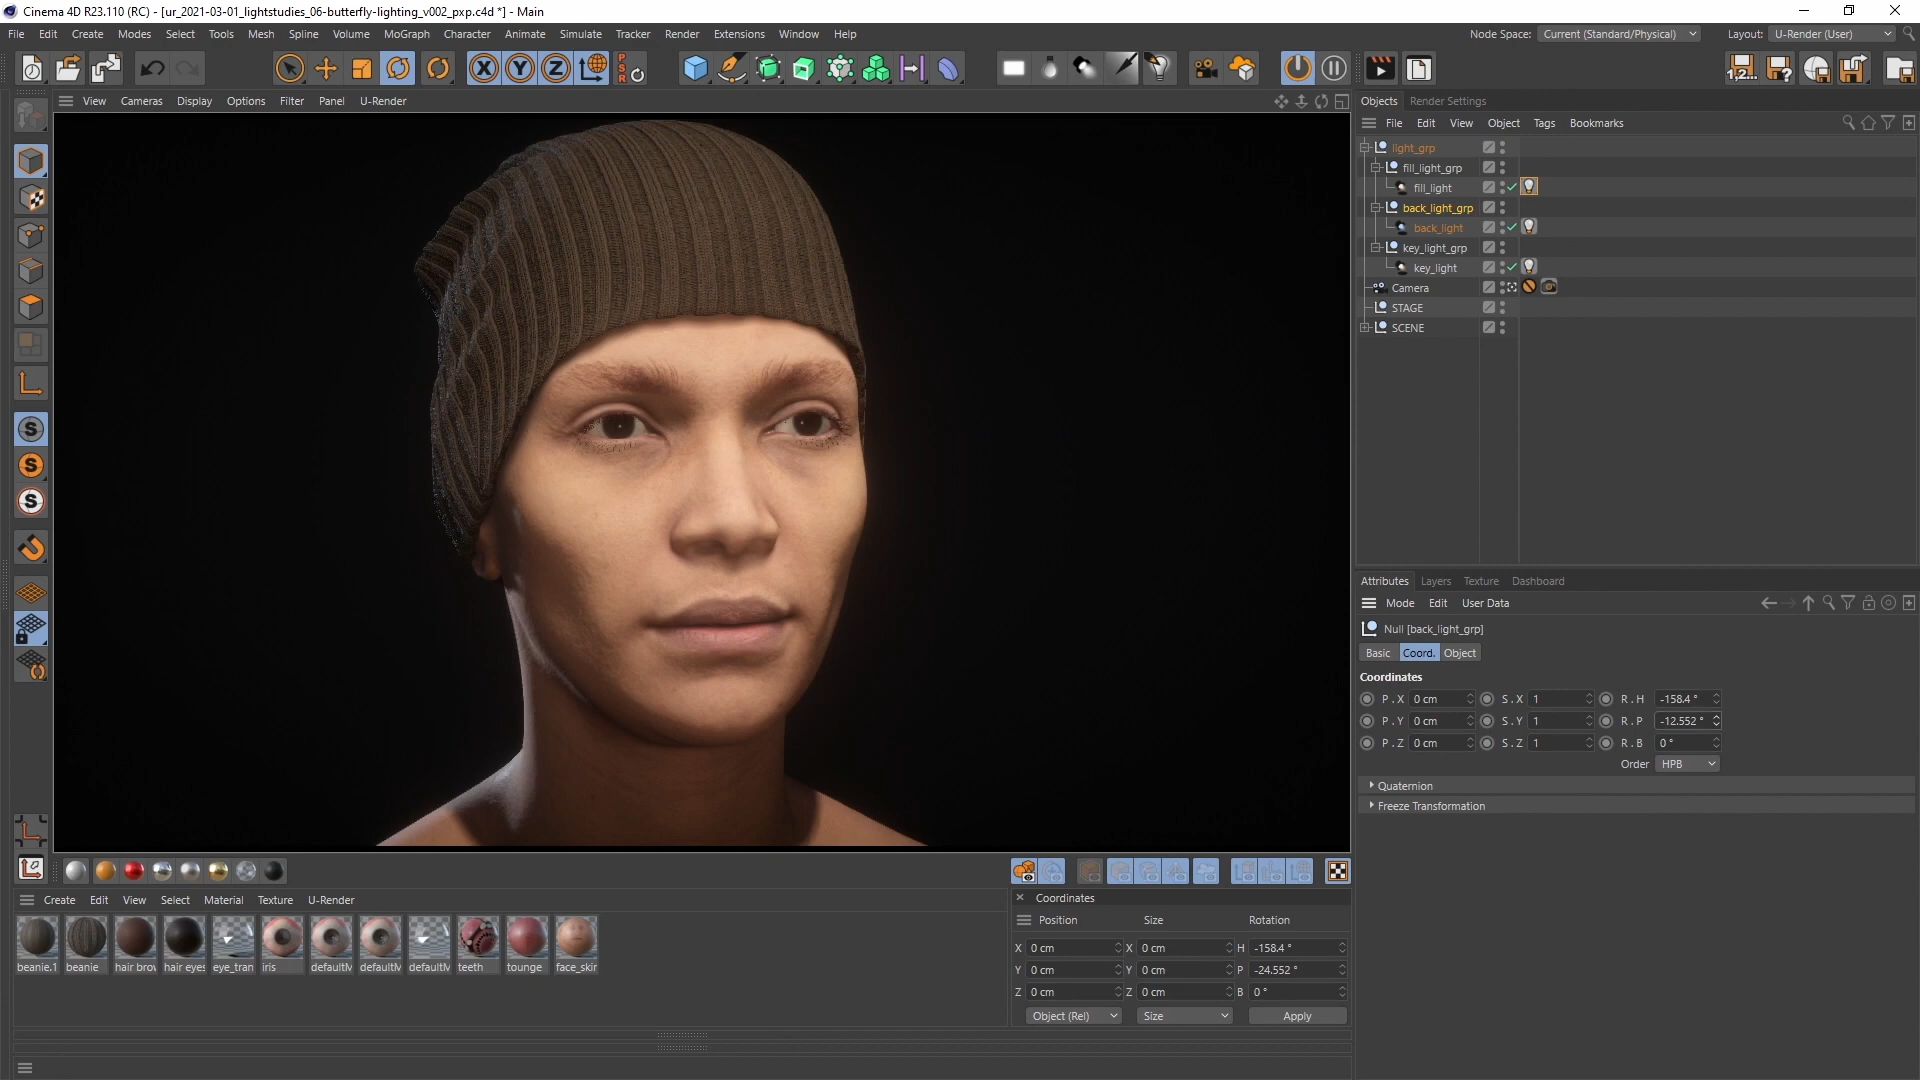 Cinema 4D R23.110 (RC) - [ur_2021-03-01_lightstudies_06-butterfly-lighting_v002_pxp.c4d *] - Main
File Edit Create Modes Select Tools Mesh Spline Volume MoGraph Character Animate Simulate Tracker Render Extensions Window Help
Node Space: Current (Standard/Physical) Layout: U-Render (User)
X Y Z PSR 1,2...
View Cameras Display Options Filter Panel U-Render
Objects Render Settings
File Edit View Object Tags Bookmarks
light_grp
fill_light_grp
fill_light
back_light_grp
back_light
key_light_grp
key_light
Camera
STAGE
SCENE
S
S
S
Attributes Layers Texture Dashboard
Mode Edit User Data
Null [back_light_grp]
Basic Coord. Object
Coordinates
P . X 0 cm S . X 1 R . H -158.4 °
P . Y 0 cm S . Y 1 R . P -12.552 °
P . Z 0 cm S . Z 1 R . B 0 °
Order HPB
Quaternion
Freeze Transformation
Create Edit View Select Material Texture U-Render
beanie.1 beanie hair brov hair eyes eye_tran iris defaultM defaultM defaultM teeth tounge face_skir
Coordinates
Position Size Rotation
X 0 cm X 0 cm H -158.4 °
Y 0 cm Y 0 cm P -24.552 °
Z 0 cm Z 0 cm B 0 °
Object (Rel) Size Apply